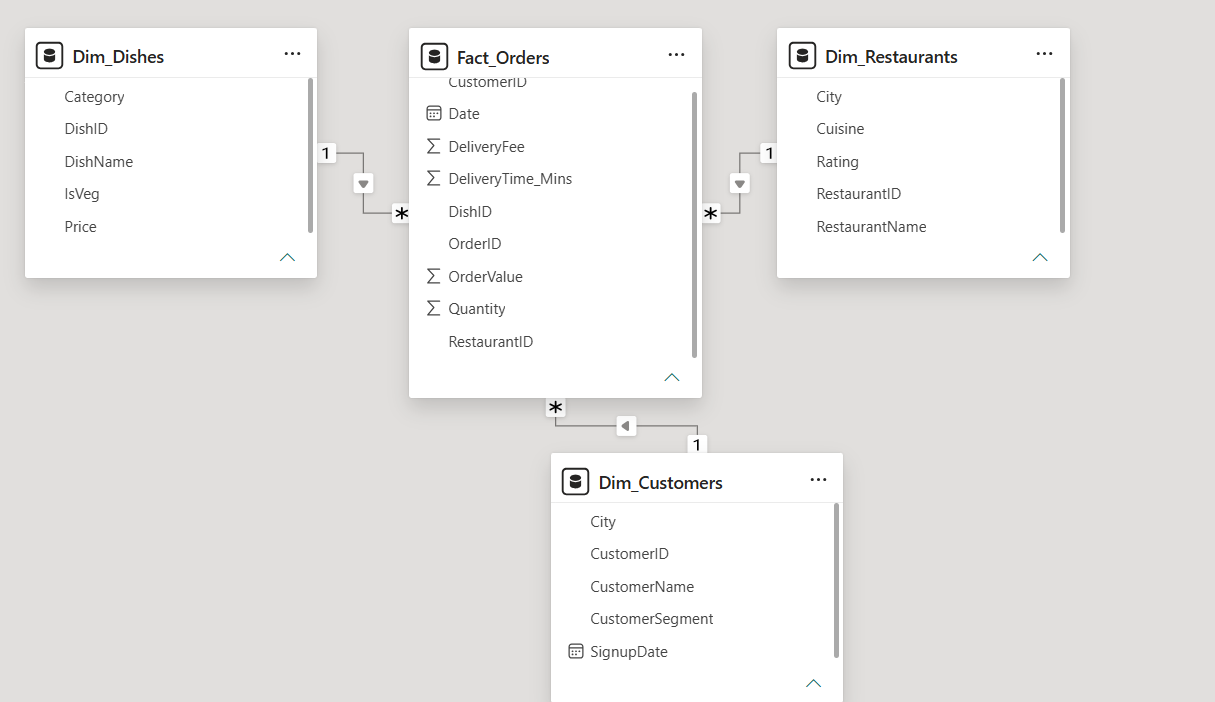 Dim_Dishes
Category
DishID
DishName
IsVeg
Price
1
*
Fact_Orders
CustomerID
Date
DeliveryFee
DeliveryTime_Mins
DishID
OrderID
OrderValue
Quantity
RestaurantID
*
1
Dim_Restaurants
City
Cuisine
Rating
RestaurantID
RestaurantName
*
1
Dim_Customers
City
CustomerID
CustomerName
CustomerSegment
SignupDate